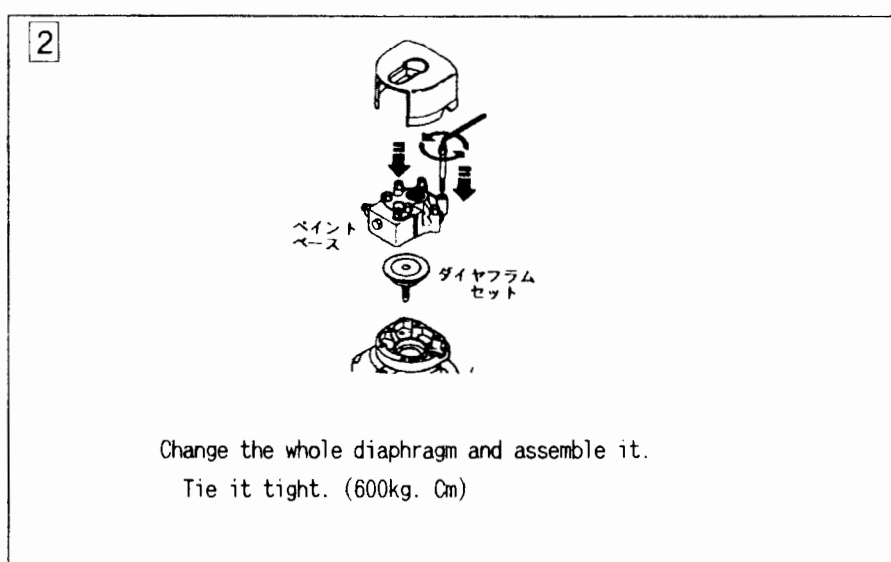 2
ペイント
ベース
ダイヤフラム
セット
Change the whole diaphragm and assemble it.
Tie it tight. (600kg. Cm)